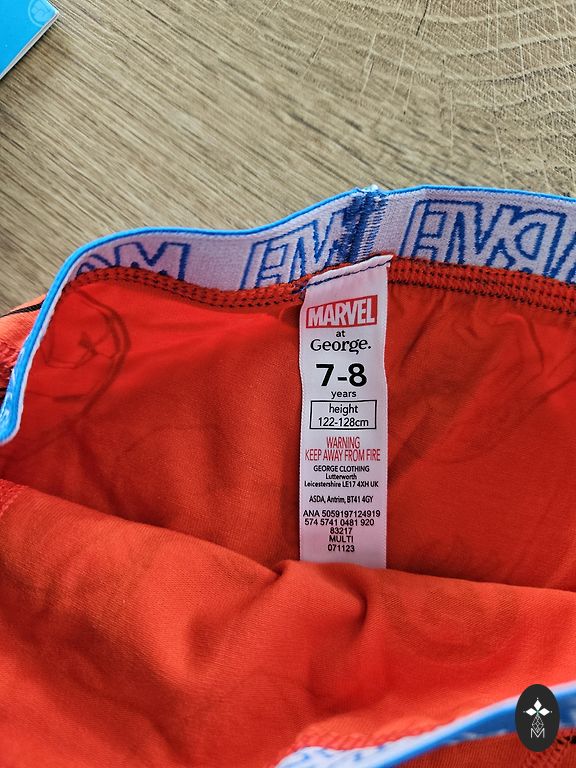 MARVEL
at
George.
7-8
years
height
122-128cm
WARNING
KEEP AWAY FROM FIRE
GEORGE CLOTHING
Lutterworth
Leicestershire LE17 4XH UK
ASDA, Antrim, BT41 4GY
ANA 5059197124919
574 5741 0481 920
83217
MULTI
071123